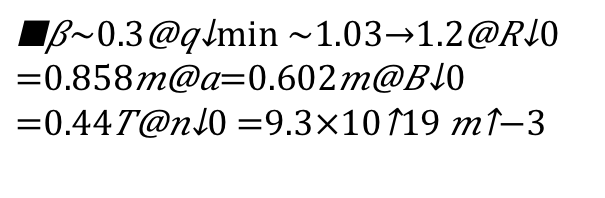 ■𝛽~0.3@𝑞↓min ~1.03→1.2@𝑅↓0
=0.858𝑚@𝑎=0.602𝑚@𝐵↓0
=0.44𝑇@𝑛↓0 =9.3×10↑19 𝑚↑−3